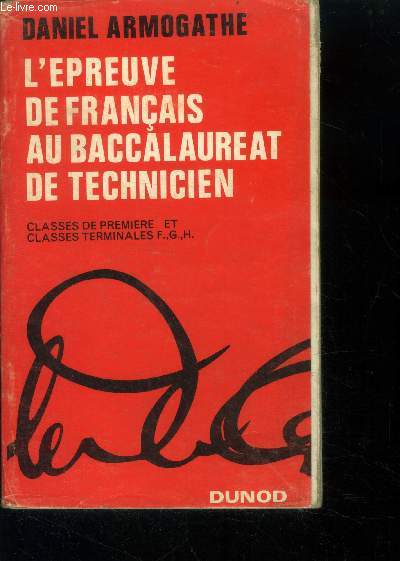 Le-livre.com
DANIEL ARMOGATHE
L'EPREUVE
DE FRANÇAIS
AU BACCALAUREAT
DE TECHNICIEN
CLASSES DE PREMIERE ET
CLASSES TERMINALES F.,G.,H.
DUNOD